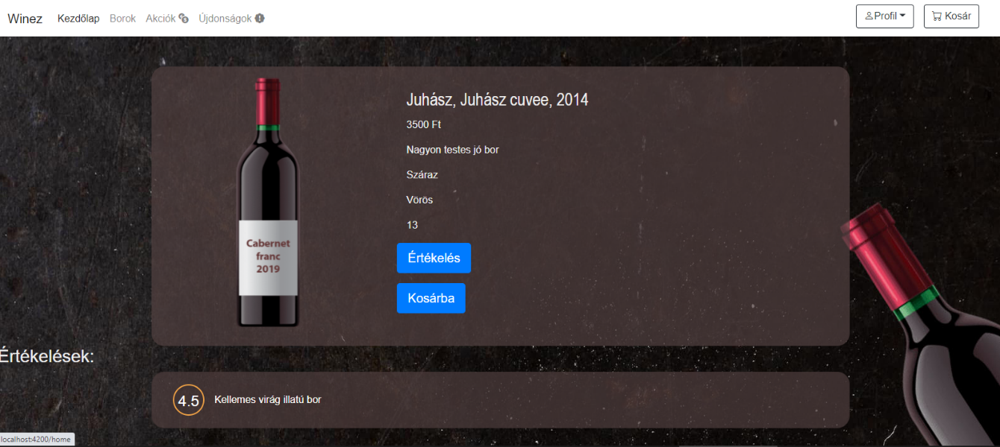 Winez Kezdőlap Borok Akciók Újdonságok Profil Kosár
Juhász, Juhász cuvee, 2014
3500 Ft
Nagyon testes jó bor
Száraz
Vörös
13
Cabernet
franc
2019
Értékelés
Kosárba
Értékelések:
4.5 Kellemes virág illatú bor
localhost:4200/home